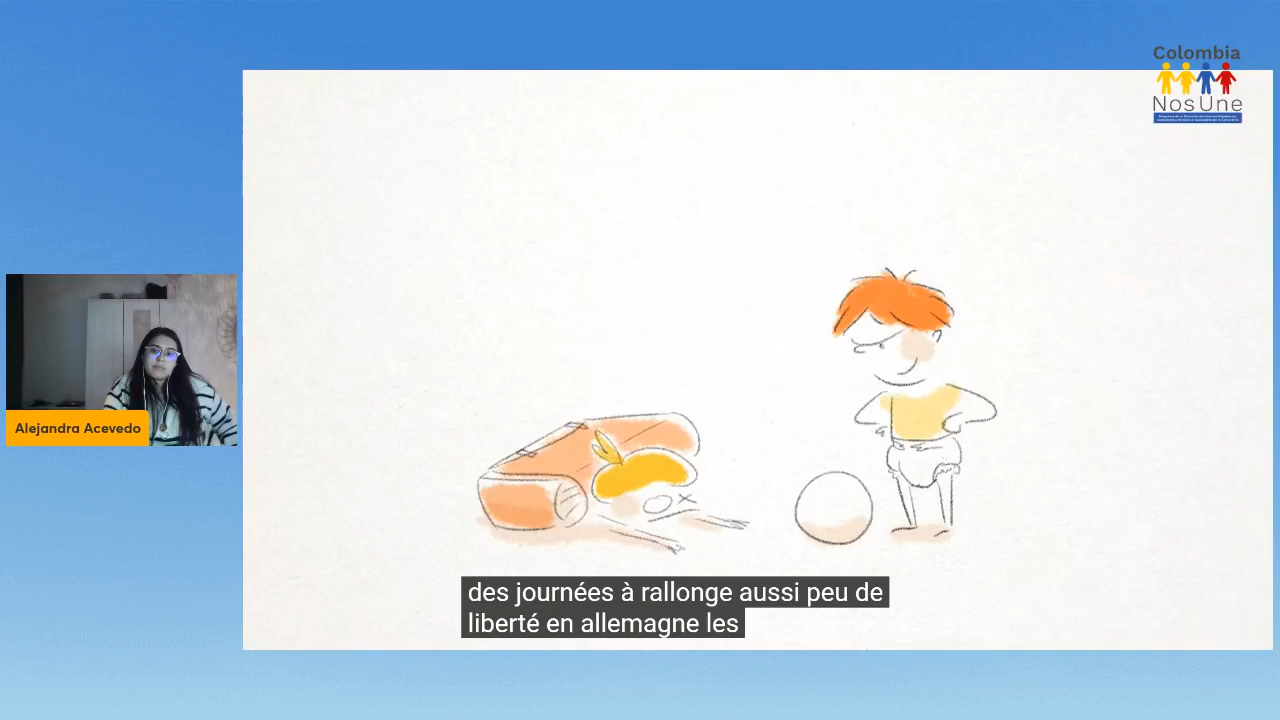 Colombia
NosUne
Alejandra Acevedo
des journées à rallonge aussi peu de
liberté en allemagne les